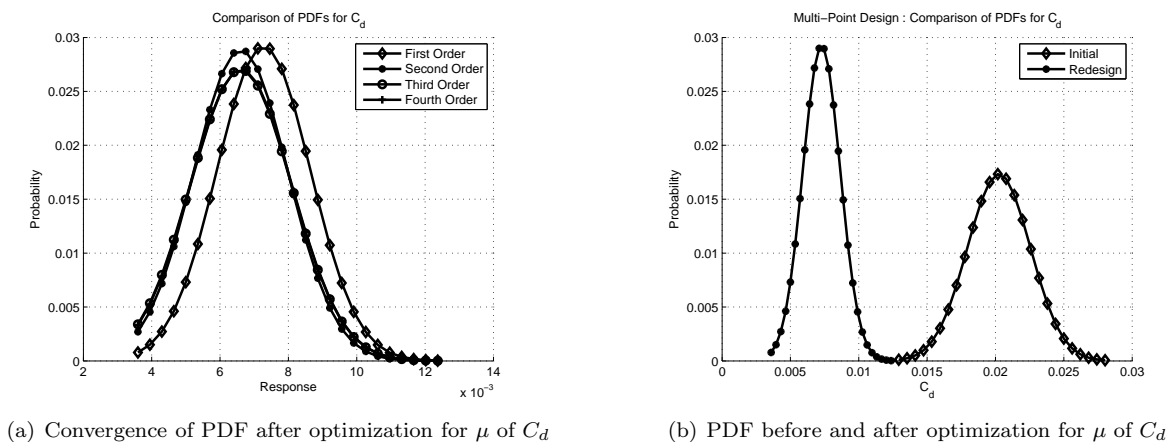 Comparison of PDFs for C_d
0.03
0.025
0.02
0.015
0.01
0.005
0
Probability
First Order
Second Order
Third Order
Fourth Order
2 4 6 8 10 12 14
x 10^-3
Response
(a) Convergence of PDF after optimization for μ of C_d
Multi−Point Design : Comparison of PDFs for C_d
0.03
0.025
0.02
0.015
0.01
0.005
0
Probability
Initial
Redesign
0 0.005 0.01 0.015 0.02 0.025 0.03
C_d
(b) PDF before and after optimization for μ of C_d